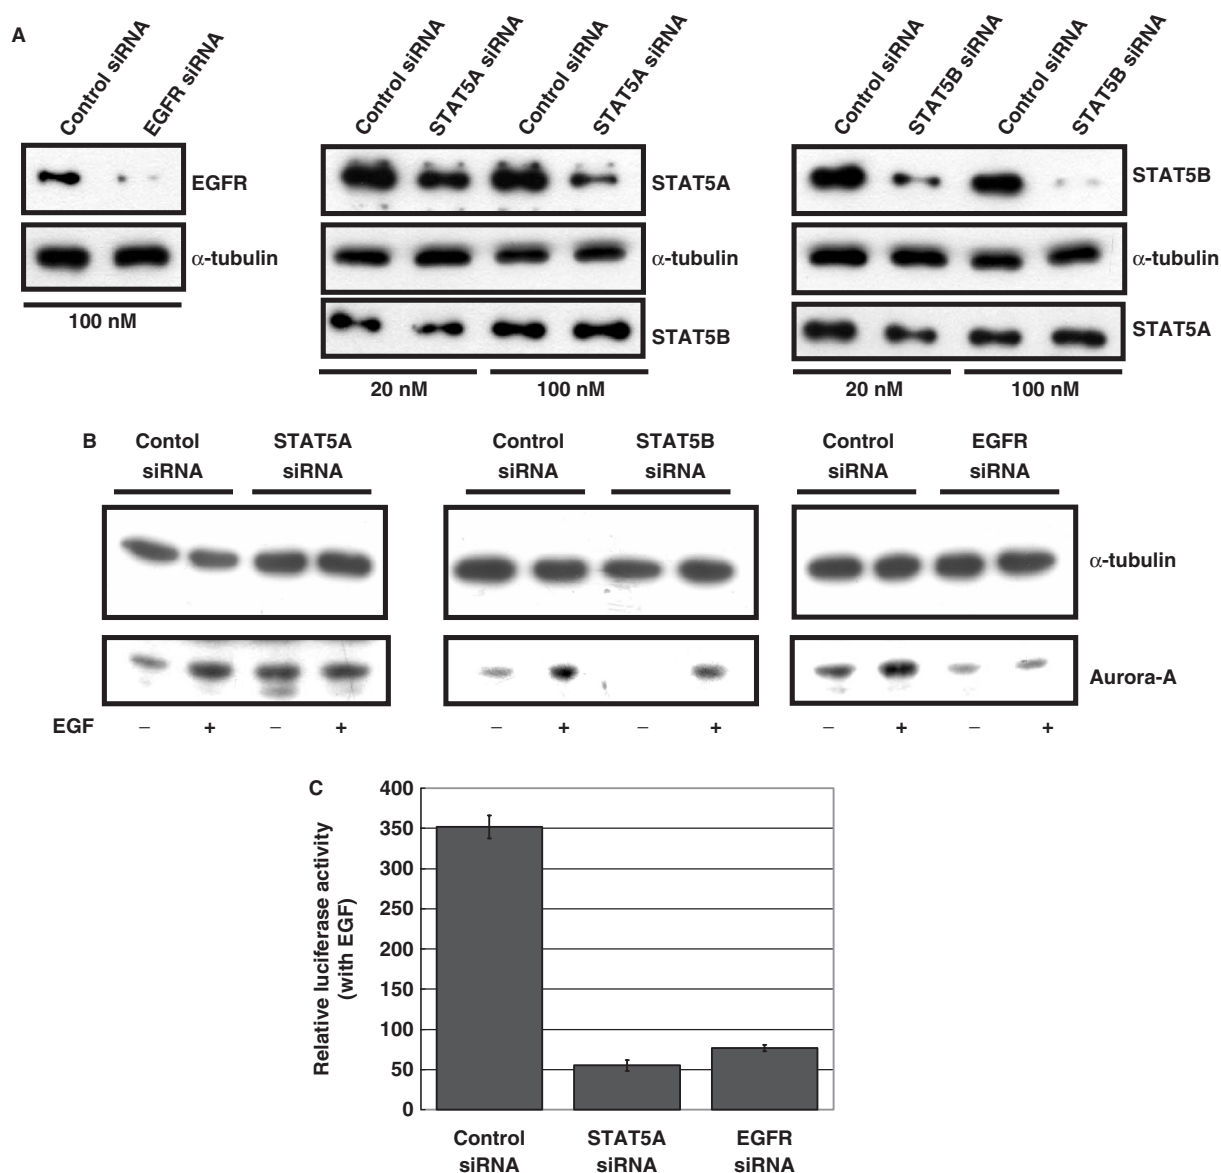 A
Control siRNA
EGFR siRNA
Control siRNA
STAT5A siRNA
Control siRNA
STAT5A siRNA
Control siRNA
STAT5B siRNA
Control siRNA
STAT5B siRNA
EGFR
α-tubulin
100 nM
STAT5A
α-tubulin
STAT5B
20 nM
100 nM
STAT5B
α-tubulin
STAT5A
20 nM
100 nM
B
Contol
siRNA
STAT5A
siRNA
Control
siRNA
STAT5B
siRNA
Control
siRNA
EGFR
siRNA
α-tubulin
Aurora-A
EGF – + – + – + – + – + – +
C
Relative luciferase activity
(with EGF)
400
350
300
250
200
150
100
50
0
Control
siRNA
STAT5A
siRNA
EGFR
siRNA